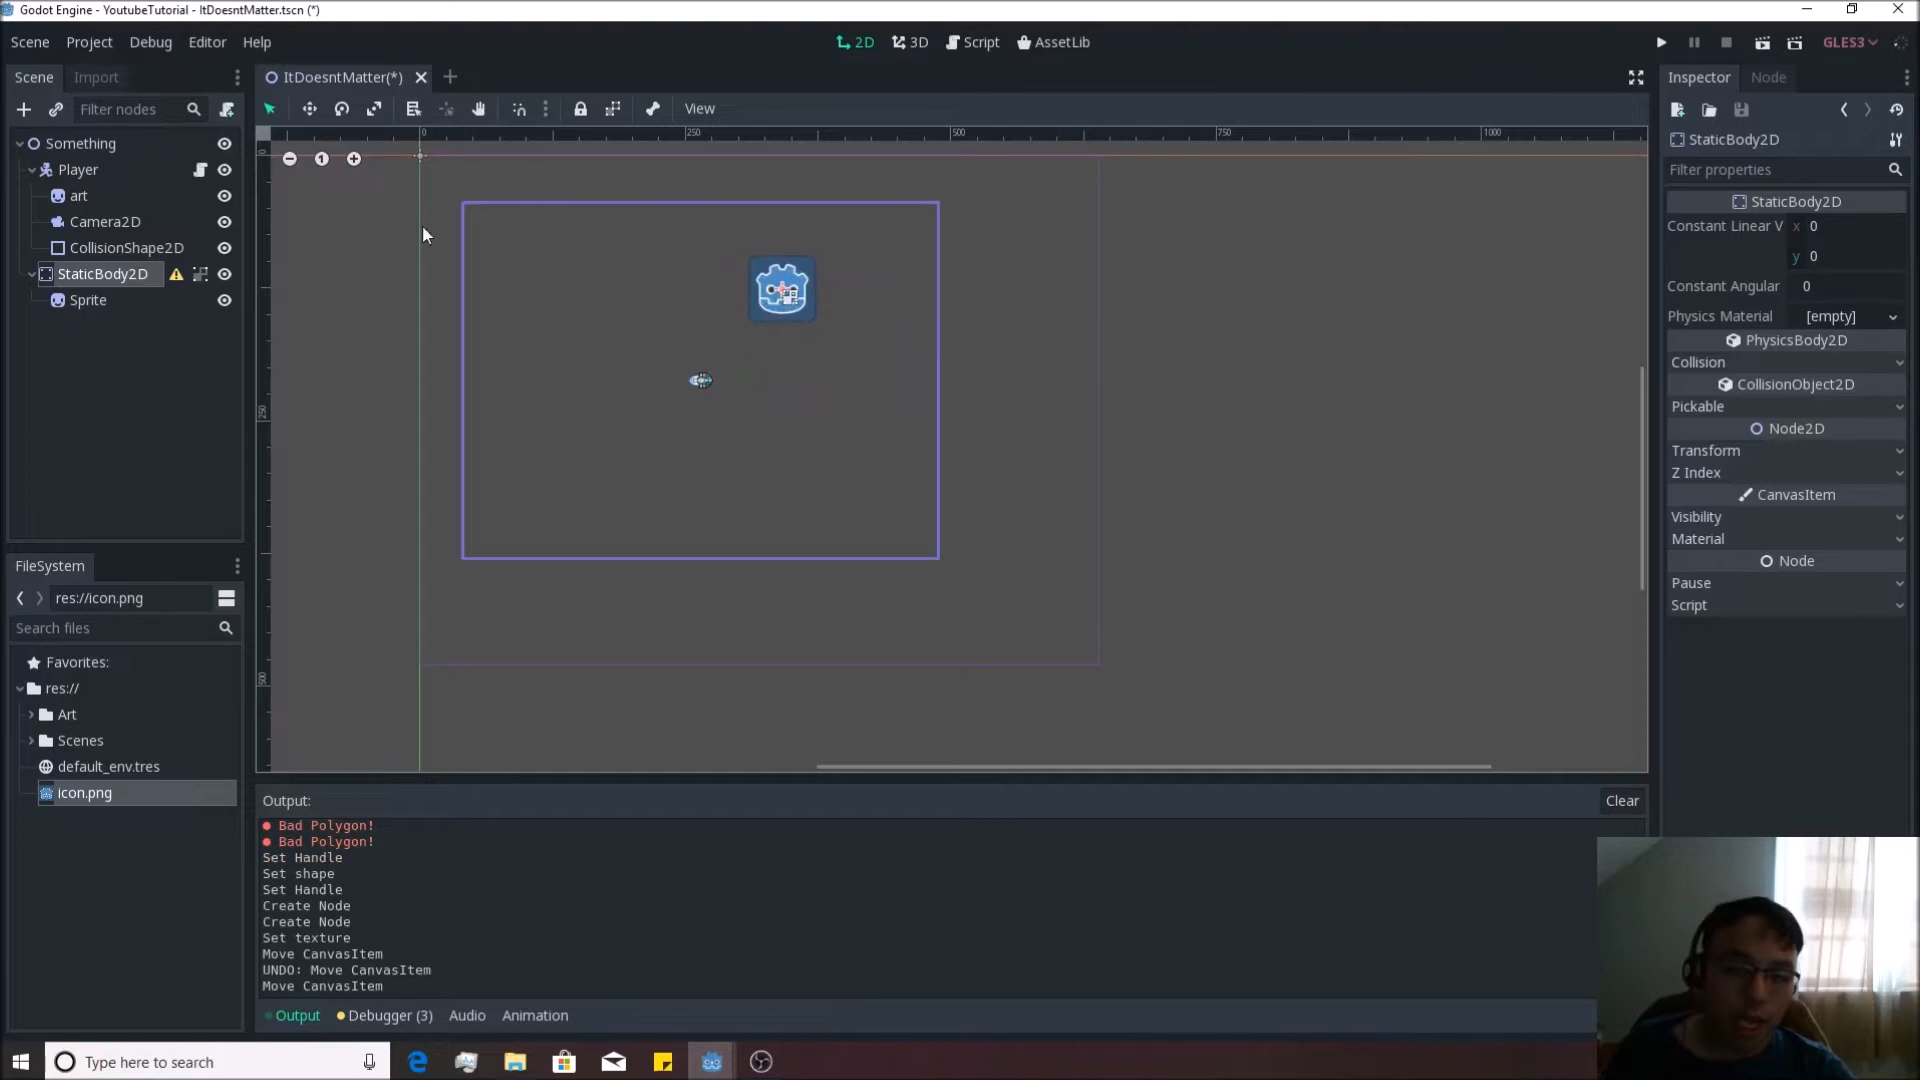 Godot Engine - YoutubeTutorial - ItDoesntMatter.tscn (*)
Scene Project Debug Editor Help
2D 3D Script AssetLib
GLES3
Scene Import
ItDoesntMatter(*)
Inspector Node
Filter nodes
View
StaticBody2D
Filter properties
Something
Player
art
Camera2D
CollisionShape2D
StaticBody2D
Sprite
0 250 500 750 1000
0
250
500
1
StaticBody2D
Constant Linear V x 0
y 0
Constant Angular 0
Physics Material [empty]
PhysicsBody2D
Collision
CollisionObject2D
Pickable
Node2D
Transform
Z Index
CanvasItem
Visibility
Material
Node
Pause
Script
FileSystem
res://icon.png
Search files
Favorites:
res://
Art
Scenes
default_env.tres
icon.png
Output:
Clear
Bad Polygon!
Bad Polygon!
Set Handle
Set shape
Set Handle
Create Node
Create Node
Set texture
Move CanvasItem
UNDO: Move CanvasItem
Move CanvasItem
Output Debugger (3) Audio Animation
Type here to search